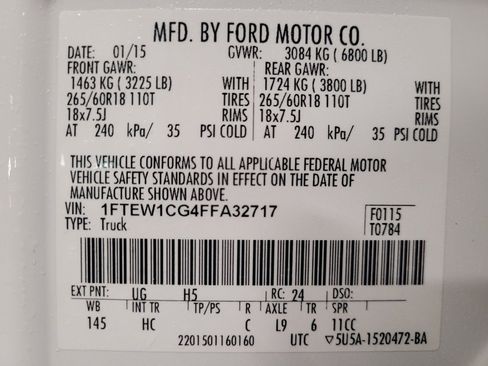 MFD. BY FORD MOTOR CO.
DATE: 01/15 GVWR: 3084 KG ( 6800 LB)
FRONT GAWR: REAR GAWR:
1463 KG ( 3225 LB) WITH 1724 KG ( 3800 LB) WITH
265/60R18 110T TIRES 265/60R18 110T TIRES
18x7.5J RIMS 18x7.5J RIMS
AT 240 kPa/ 35 PSI COLD AT 240 kPa/ 35 PSI COLD
THIS VEHICLE CONFORMS TO ALL APPLICABLE FEDERAL MOTOR
VEHICLE SAFETY STANDARDS IN EFFECT ON THE DATE OF
MANUFACTURE SHOWN ABOVE.
VIN: 1FTEW1CG4FFA32717 F0115
TYPE: Truck T0784
EXT PNT: UG H5 RC: 24 DSO:
WB INT TR TP/PS R AXLE TR SPR
145 HC C L9 6 11CC
2201501160160 UTC ▽5U5A-1520472-BA